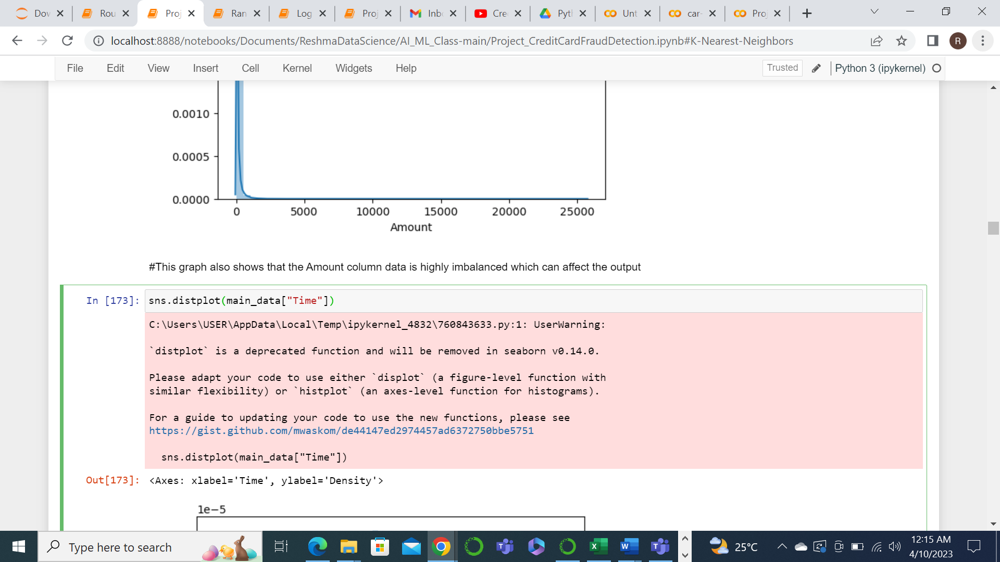 Dov
Rou
Proj
Ran
Log
Proj
Inb
Cre
Pytl
Unt
car-
Proj
localhost:8888/notebooks/Documents/ReshmaDataScience/AI_ML_Class-main/Project_CreditCardFraudDetection.ipynb#K-Nearest-Neighbors
R
File Edit View Insert Cell Kernel Widgets Help
Trusted
Python 3 (ipykernel)
0.0010
0.0005
0.0000
0 5000 10000 15000 20000 25000
Amount
#This graph also shows that the Amount column data is highly imbalanced which can affect the output
In [173]: sns.distplot(main_data["Time"])
C:\Users\USER\AppData\Local\Temp\ipykernel_4832\760843633.py:1: UserWarning:
`distplot` is a deprecated function and will be removed in seaborn v0.14.0.
Please adapt your code to use either `displot` (a figure-level function with
similar flexibility) or `histplot` (an axes-level function for histograms).
For a guide to updating your code to use the new functions, please see
https://gist.github.com/mwaskom/de44147ed2974457ad6372750bbe5751
sns.distplot(main_data["Time"])
Out[173]: <Axes: xlabel='Time', ylabel='Density'>
1e−5
Type here to search
25°C
12:15 AM
4/10/2023